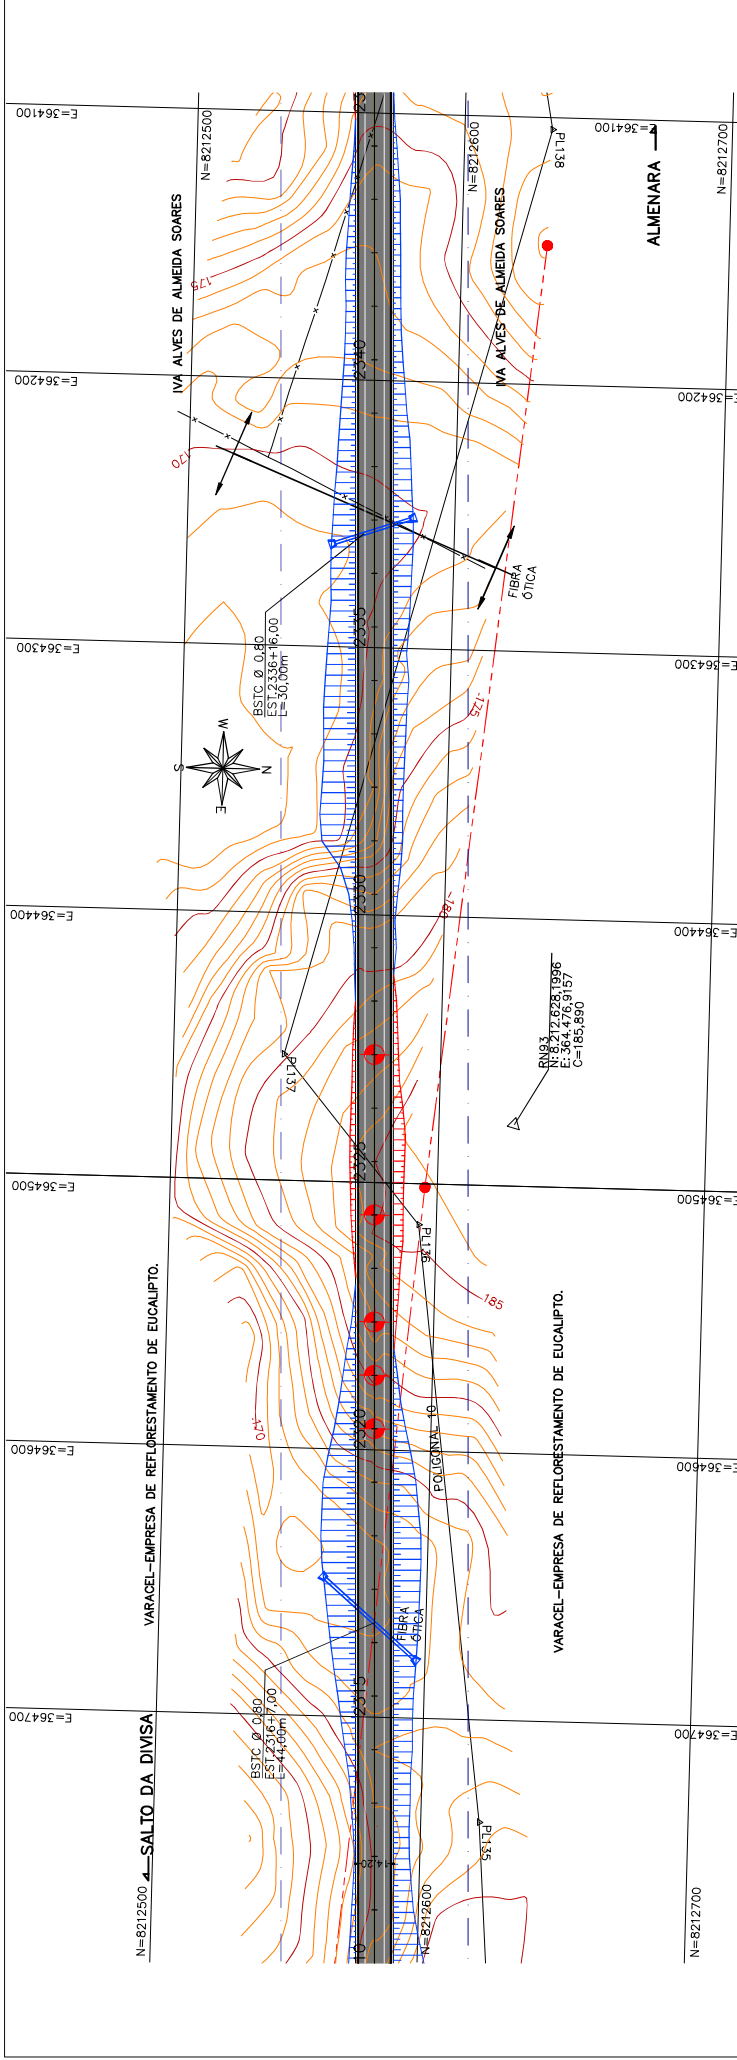 E=364100
N=8212500
N=8212600
E=364100
PL138
N=8212700
ALMENARA
IVA ALVES DE ALMEIDA SOARES
IVA ALVES DE ALMEIDA SOARES
175
2340
E=364200
E=364200
170
FIBRA
ÓTICA
BSTC Ø 0,80
EST.2336+16,00
L=30,00m
2335
E=364300
E=364300
175
W
S
N
E
2330
180
E=364400
E=364400
RN93
N: 8.212.628,1996
E: 364.476,9157
C=185,890
PL137
2325
E=364500
E=364500
PL136
185
VARACEL-EMPRESA DE REFLORESTAMENTO DE EUCALIPTO.
VARACEL-EMPRESA DE REFLORESTAMENTO DE EUCALIPTO.
170
2320
POLIGONAL 10
E=364600
E=364600
FIBRA
ÓTICA
BSTC Ø 0,80
EST.2316+7,00
L=44,00m
2315
E=364700
E=364700
SALTO DA DIVISA
PL135
14,20
N=8212500
N=8212600
N=8212700